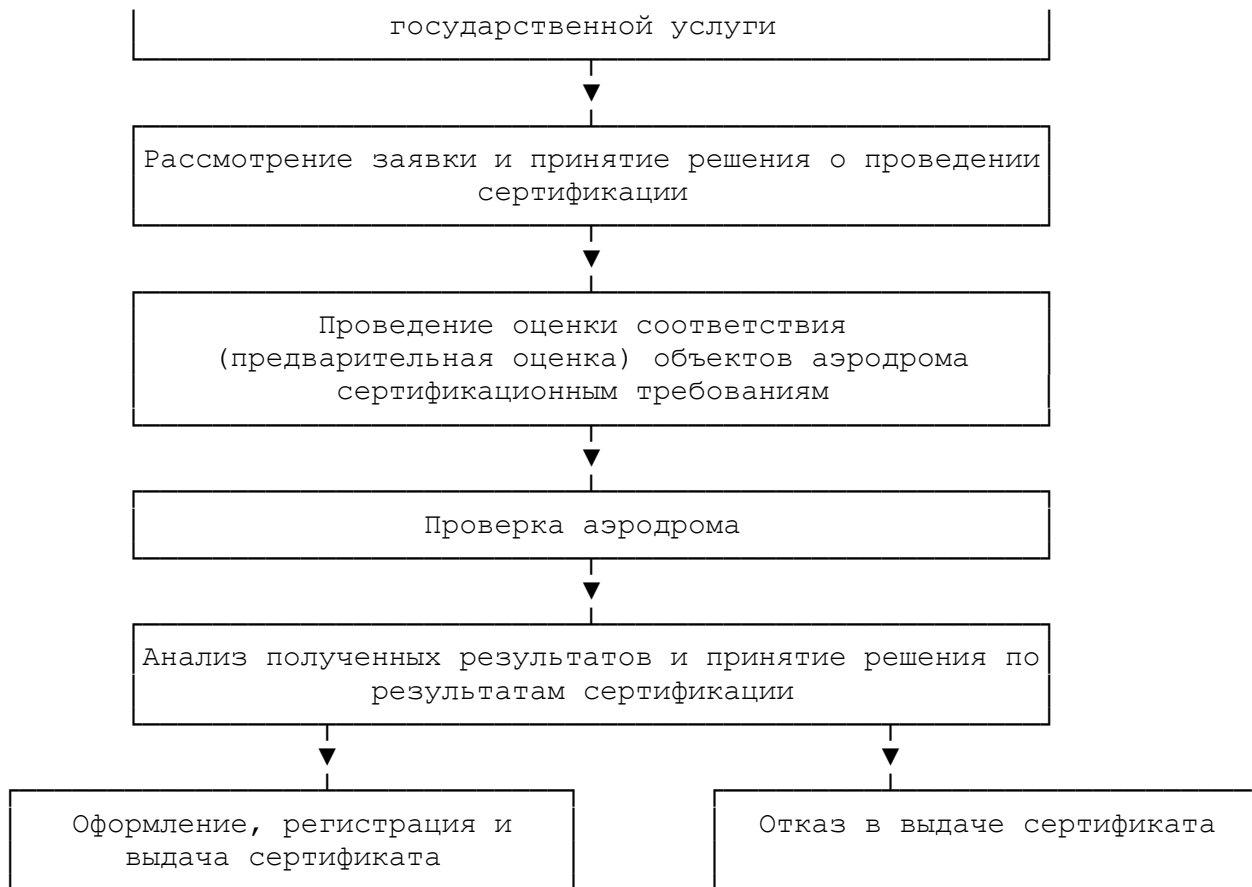 государственной услуги
Рассмотрение заявки и принятие решения о проведении
сертификации
Проведение оценки соответствия
(предварительная оценка) объектов аэродрома
сертификационным требованиям
Проверка аэродрома
Анализ полученных результатов и принятие решения по
результатам сертификации
Оформление, регистрация и
выдача сертификата
Отказ в выдаче сертификата